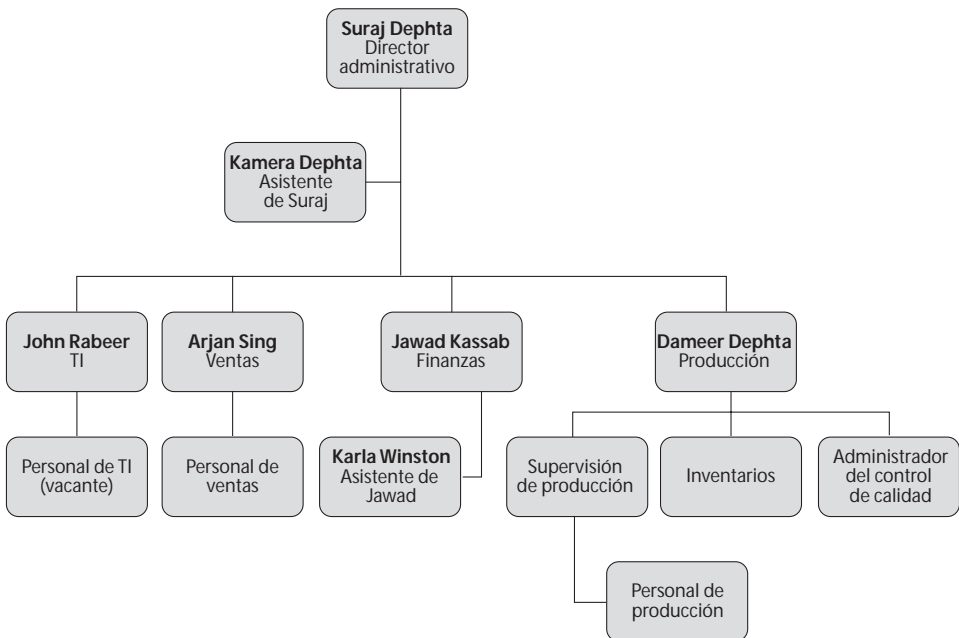 Suraj Dephta
Director
administrativo
Kamera Dephta
Asistente
de Suraj
John Rabeer
TI
Arjan Sing
Ventas
Jawad Kassab
Finanzas
Dameer Dephta
Producción
Personal de TI
(vacante)
Personal de
ventas
Karla Winston
Asistente de
Jawad
Supervisión
de producción
Inventarios
Administrador
del control
de calidad
Personal de
producción